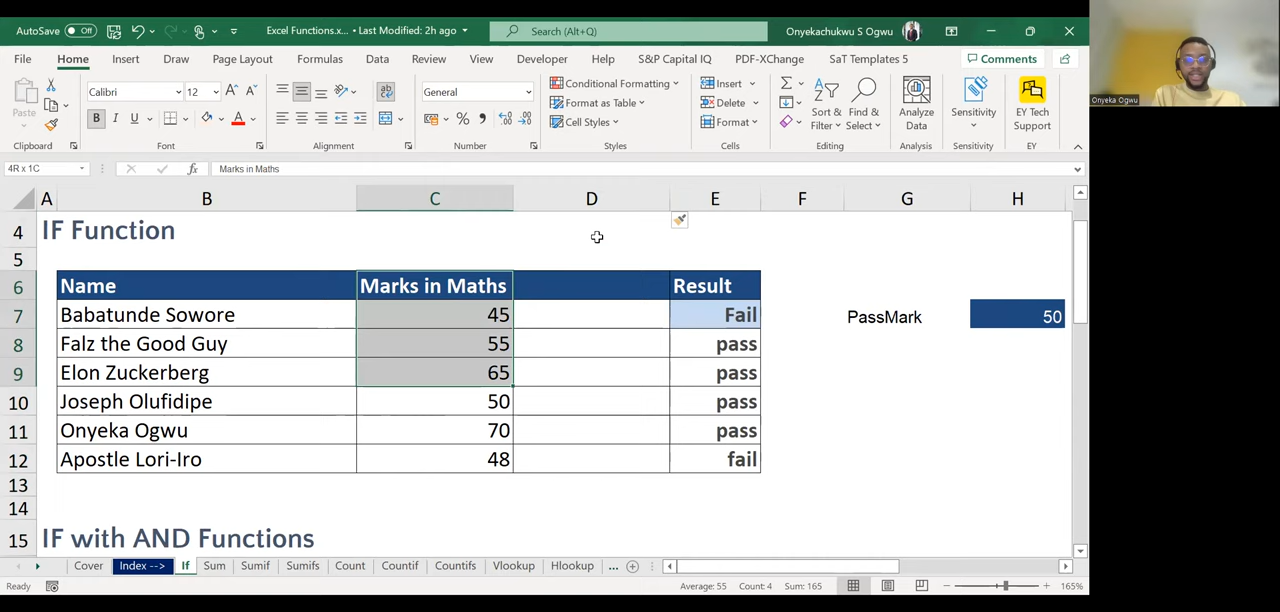 AutoSave Off Excel Functions.x... • Last Modified: 2h ago Search (Alt+Q) Onyekachukwu S Ogwu
File Home Insert Draw Page Layout Formulas Data Review View Developer Help S&P Capital IQ PDF-XChange SaT Templates 5 Comments
Paste Calibri 12 General Conditional Formatting Insert Sort & Filter Find & Select Analyze Data Sensitivity EY Tech Support
Format as Table Delete
B I U Cell Styles Format
Clipboard Font Alignment Number Styles Cells Editing Analysis Sensitivity EY
4R x 1C fx Marks in Maths
A B C D E F G H
4 IF Function
5
6 Name Marks in Maths Result
7 Babatunde Sowore 45 Fail PassMark 50
8 Falz the Good Guy 55 pass
9 Elon Zuckerberg 65 pass
10 Joseph Olufidipe 50 pass
11 Onyeka Ogwu 70 pass
12 Apostle Lori-Iro 48 fail
13
14
15 IF with AND Functions
Cover Index --> If Sum Sumif Sumifs Count Countif Countifs Vlookup Hlookup ...
Ready Average: 55 Count: 4 Sum: 165 165%
Onyeka Ogwu